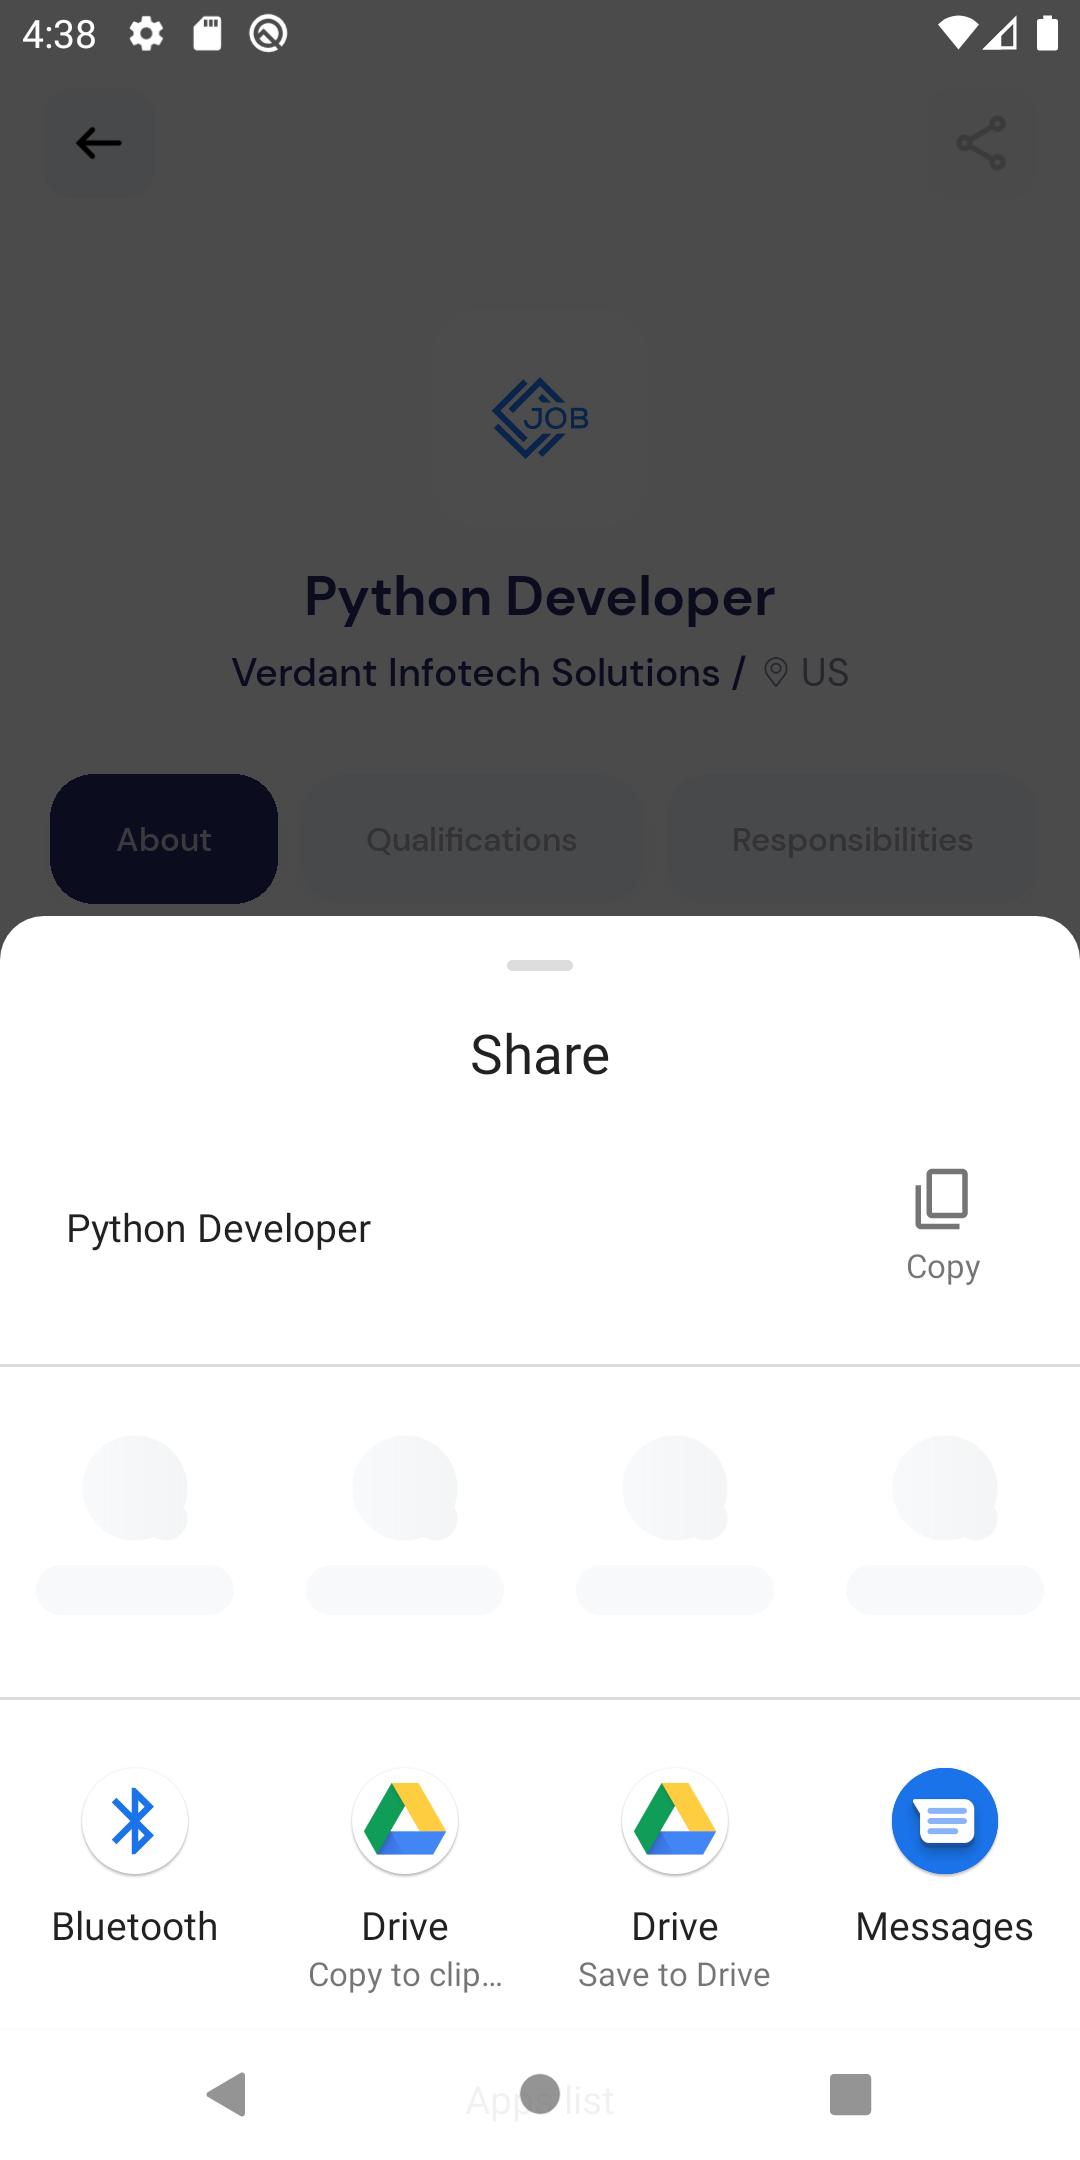 4:38
JOB
Python Developer
Verdant Infotech Solutions / US
About Qualifications Responsibilities
Share
Python Developer
Copy
Bluetooth Drive Drive Messages
Copy to clip... Save to Drive
Apps list